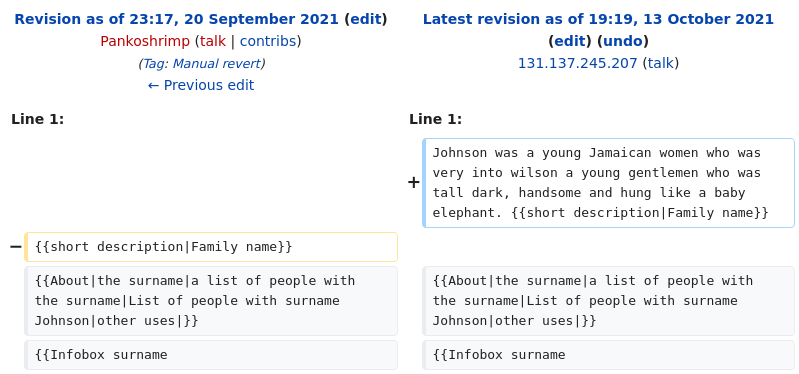 Revision as of 23:17, 20 September 2021 (edit)
Pankoshrimp (talk | contribs)
(Tag: Manual revert)
← Previous edit
Latest revision as of 19:19, 13 October 2021
(edit) (undo)
131.137.245.207 (talk)
Line 1:
Line 1:
+
Johnson was a young Jamaican women who was
very into wilson a young gentlemen who was
tall dark, handsome and hung like a baby
elephant. {{short description|Family name}}
−
{{short description|Family name}}
{{About|the surname|a list of people with
the surname|List of people with surname
Johnson|other uses|}}
{{About|the surname|a list of people with
the surname|List of people with surname
Johnson|other uses|}}
{{Infobox surname
{{Infobox surname